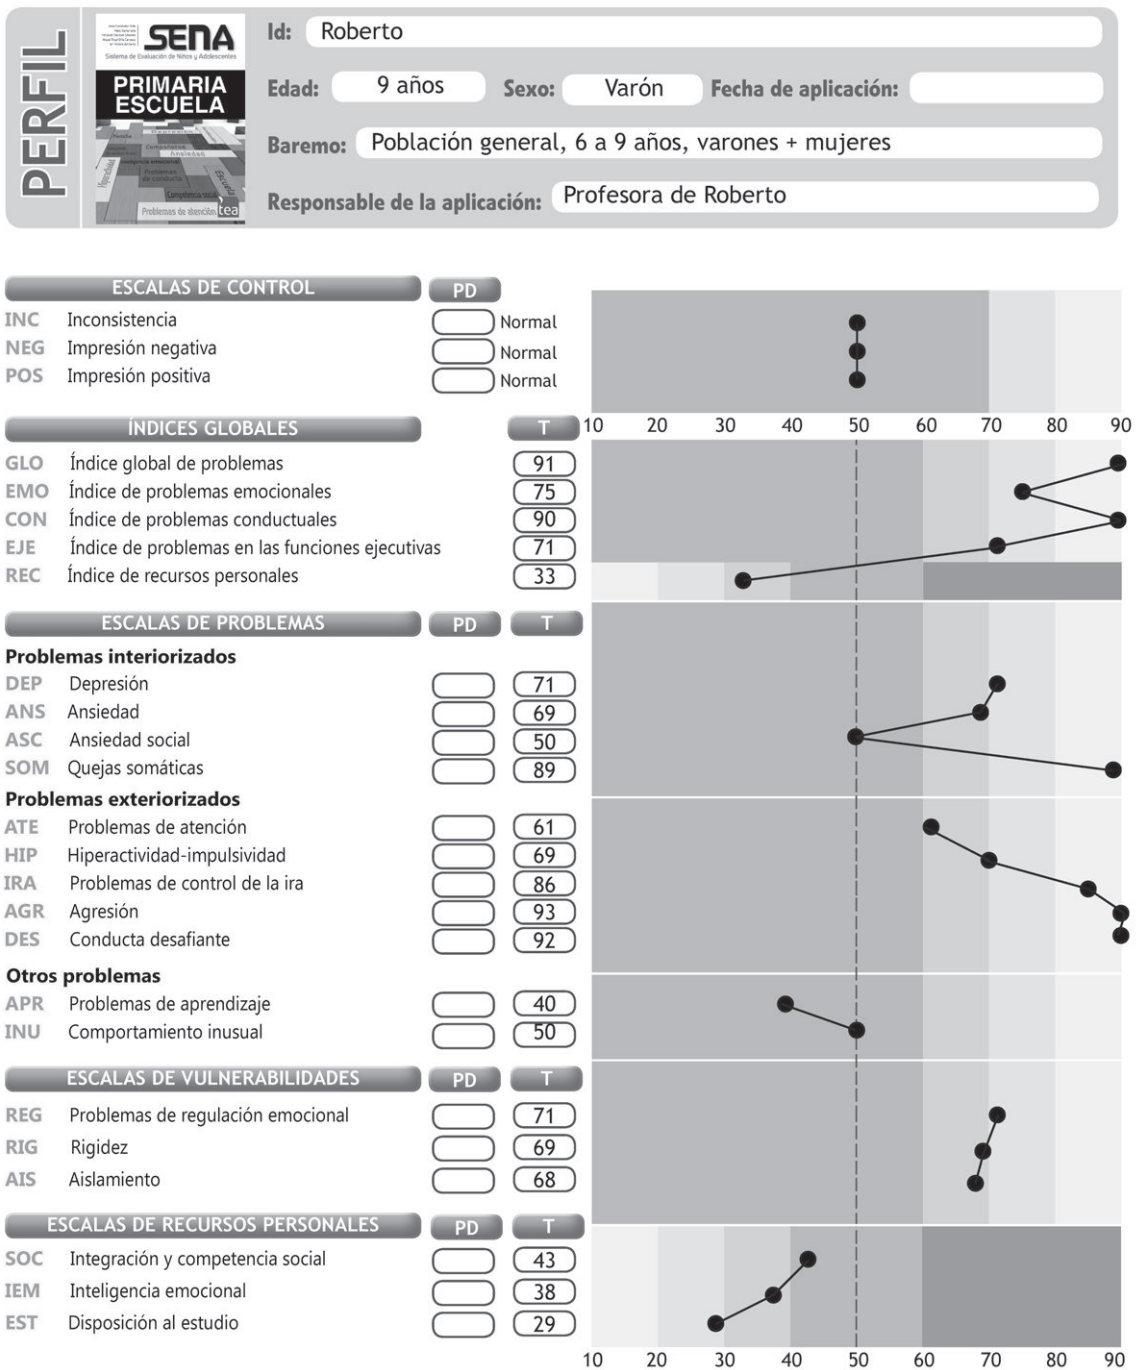 PERFIL
SENA
Sistema de Evaluación de Niños y Adolescentes
PRIMARIA
ESCUELA
Problemas de atención
tea
Id: Roberto
Edad: 9 años Sexo: Varón Fecha de aplicación:
Baremo: Población general, 6 a 9 años, varones + mujeres
Responsable de la aplicación: Profesora de Roberto
ESCALAS DE CONTROL PD
INC Inconsistencia Normal
NEG Impresión negativa Normal
POS Impresión positiva Normal
10 20 30 40 50 60 70 80 90
ÍNDICES GLOBALES T
GLO Índice global de problemas 91
EMO Índice de problemas emocionales 75
CON Índice de problemas conductuales 90
EJE Índice de problemas en las funciones ejecutivas 71
REC Índice de recursos personales 33
ESCALAS DE PROBLEMAS PD T
Problemas interiorizados
DEP Depresión 71
ANS Ansiedad 69
ASC Ansiedad social 50
SOM Quejas somáticas 89
Problemas exteriorizados
ATE Problemas de atención 61
HIP Hiperactividad-impulsividad 69
IRA Problemas de control de la ira 86
AGR Agresión 93
DES Conducta desafiante 92
Otros problemas
APR Problemas de aprendizaje 40
INU Comportamiento inusual 50
ESCALAS DE VULNERABILIDADES PD T
REG Problemas de regulación emocional 71
RIG Rigidez 69
AIS Aislamiento 68
ESCALAS DE RECURSOS PERSONALES PD T
SOC Integración y competencia social 43
IEM Inteligencia emocional 38
EST Disposición al estudio 29
10 20 30 40 50 60 70 80 90